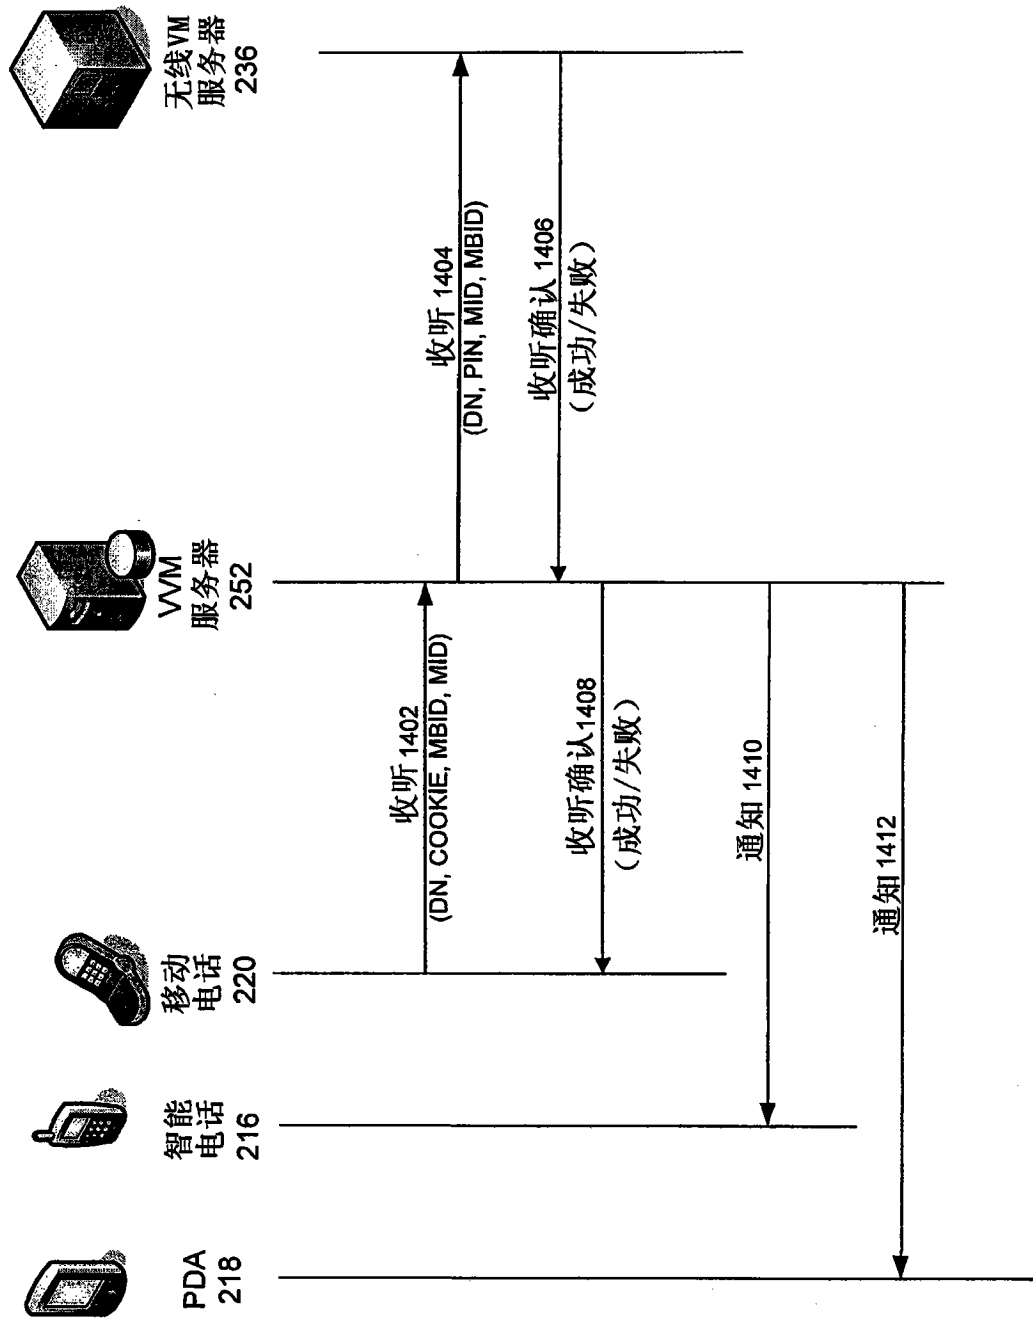 PDA
218
智能
电话
216
移动
电话
220
VVM
服务器
252
无线VM
服务器
236
收听 1402
(DN, COOKIE, MBID, MID)
收听 1404
(DN, PIN, MID, MBID)
收听确认 1406
（成功/失败）
收听确认1408
（成功/失败）
通知 1410
通知 1412